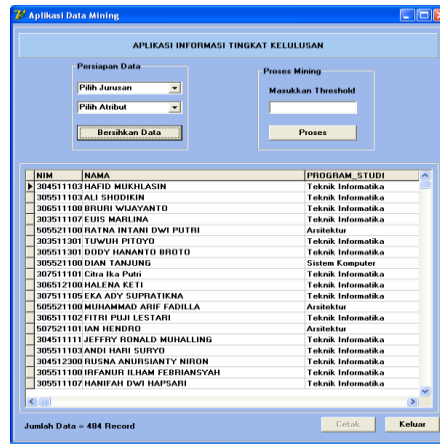 Aplikasi Data Mining
APLIKASI INFORMASI TINGKAT KELULUSAN
Persiapan Data
Pilih Jurusan
Pilih Atribut
Bersihkan Data
Proses Mining
Masukkan Threshold
Proses
NIM NAMA PROGRAM_STUDI
304511103 HAFID MUKHLASIN Teknik Informatika
305511103 ALI SHODIKIN Teknik Informatika
306511108 BRURI WIJAYANTO Teknik Informatika
303511107 EUIS MARLINA Teknik Informatika
505521100 RATNA INTANI DWI PUTRI Arsitektur
303511301 TUWUH PITOYO Teknik Informatika
305511301 DODY HANANTO BROTO Teknik Informatika
305521100 DIAN TANJUNG Sistem Komputer
307511101 Citra Ika Putri Teknik Informatika
306512100 HALENA KETI Teknik Informatika
307511105 EKA ADY SUPRATIKNA Teknik Informatika
505521100 MUHAMMAD ARIF FADILLA Arsitektur
306511102 FITRI PUJI LESTARI Teknik Informatika
507521101 IAN HENDRO Arsitektur
304511111 JEFFRY RONALD MUHALLING Teknik Informatika
305511103 ANDI HARI SURYO Teknik Informatika
304512300 RUSNA ANURSIANTY NIRON Teknik Informatika
305511100 IRFANUR ILHAM FEBRIANSYAH Teknik Informatika
305511107 HANIFAH DWI HAPSARI Teknik Informatika
Jumlah Data = 484 Record
Cetak
Keluar